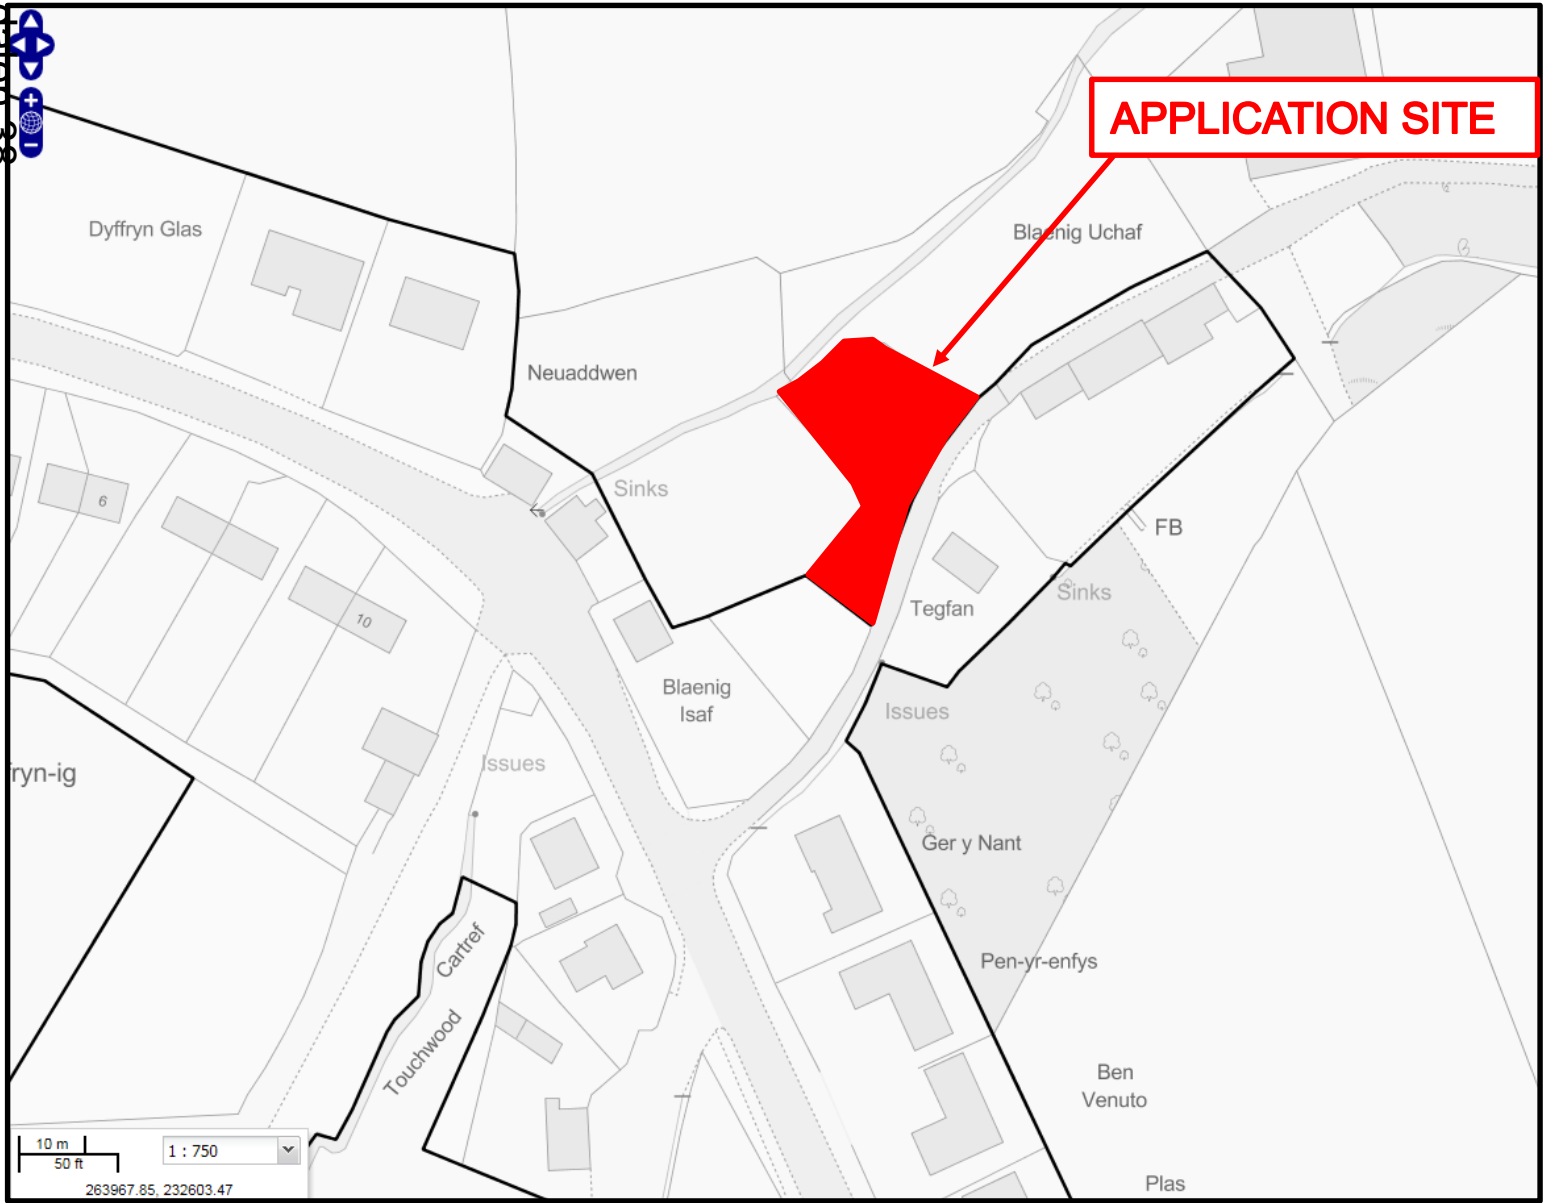 APPLICATION SITE
Dyffryn Glas
Blaenig Uchaf
Neuaddwen
Sinks
6
FB
10
Tegfan
Sinks
Blaenig
Isaf
Issues
Issues
fryn-ig
Ger y Nant
Cartref
Pen-yr-enfys
Touchwood
Ben
Venuto
10 m
50 ft
1 : 750
Plas
263967.85, 232603.47